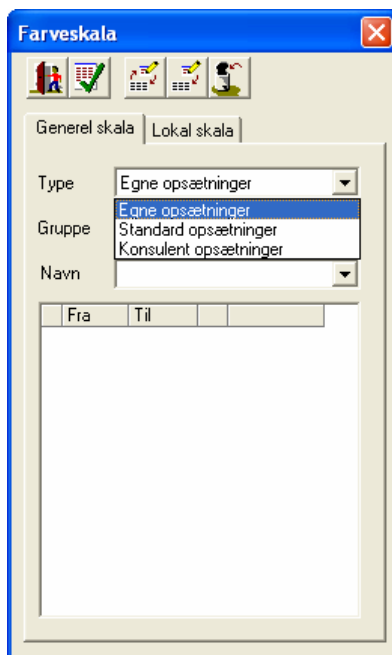 Farveskala
Generel skala Lokal skala
Type Egne opsætninger
Egne opsætninger
Gruppe Standard opsætninger
Konsulent opsætninger
Navn
Fra Til